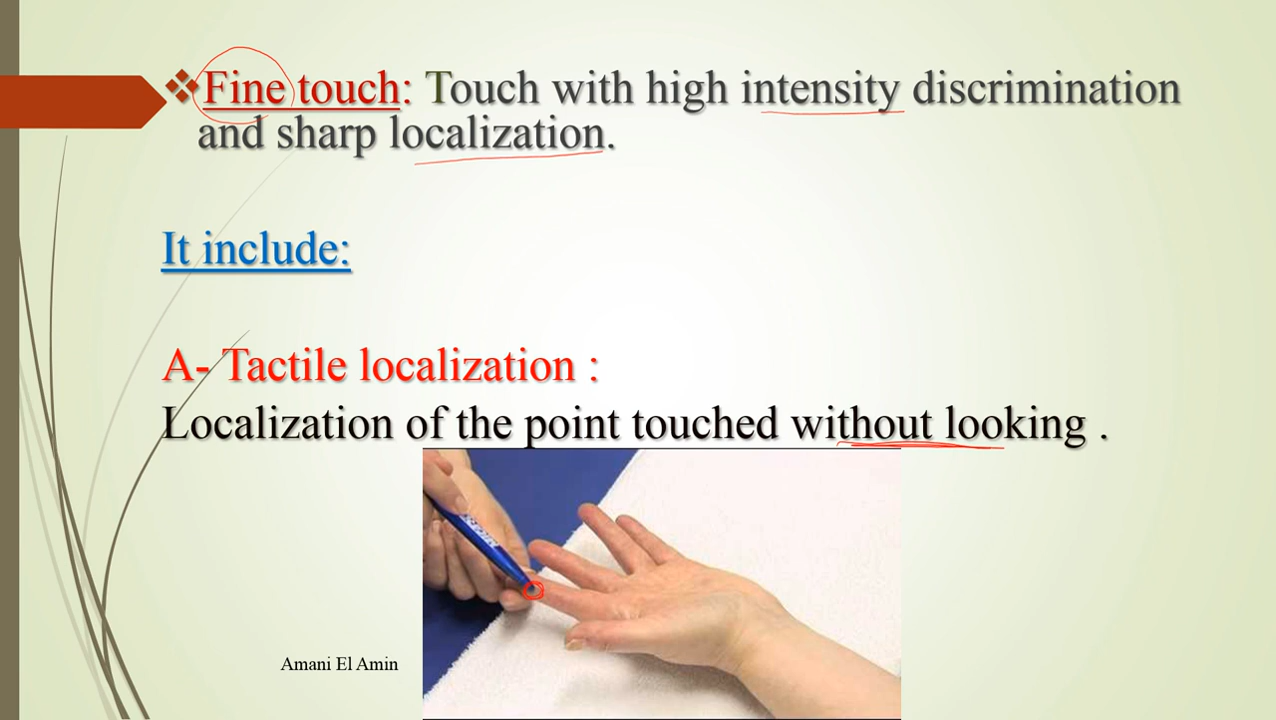 ❖Fine touch: Touch with high intensity discrimination
and sharp localization.
It include:
A- Tactile localization :
Localization of the point touched without looking .
Amani El Amin